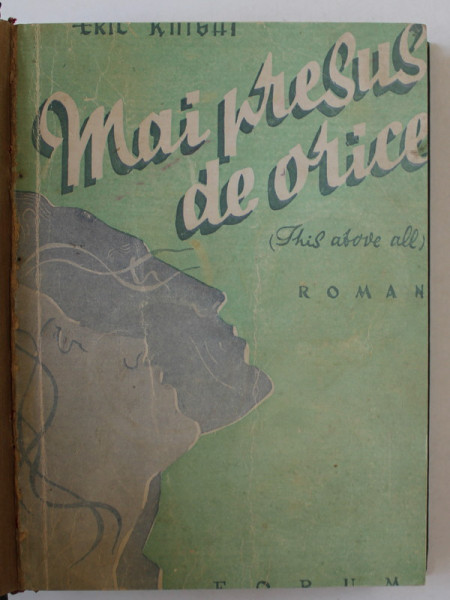 Eric Knight
Mai presus
de orice
(This above all)
ROMAN
FORUM